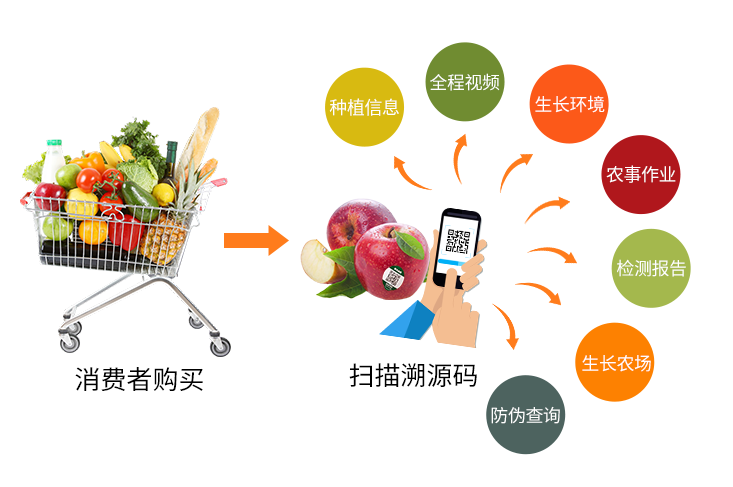 种植信息
全程视频
生长环境
农事作业
检测报告
生长农场
防伪查询
消费者购买
扫描溯源码